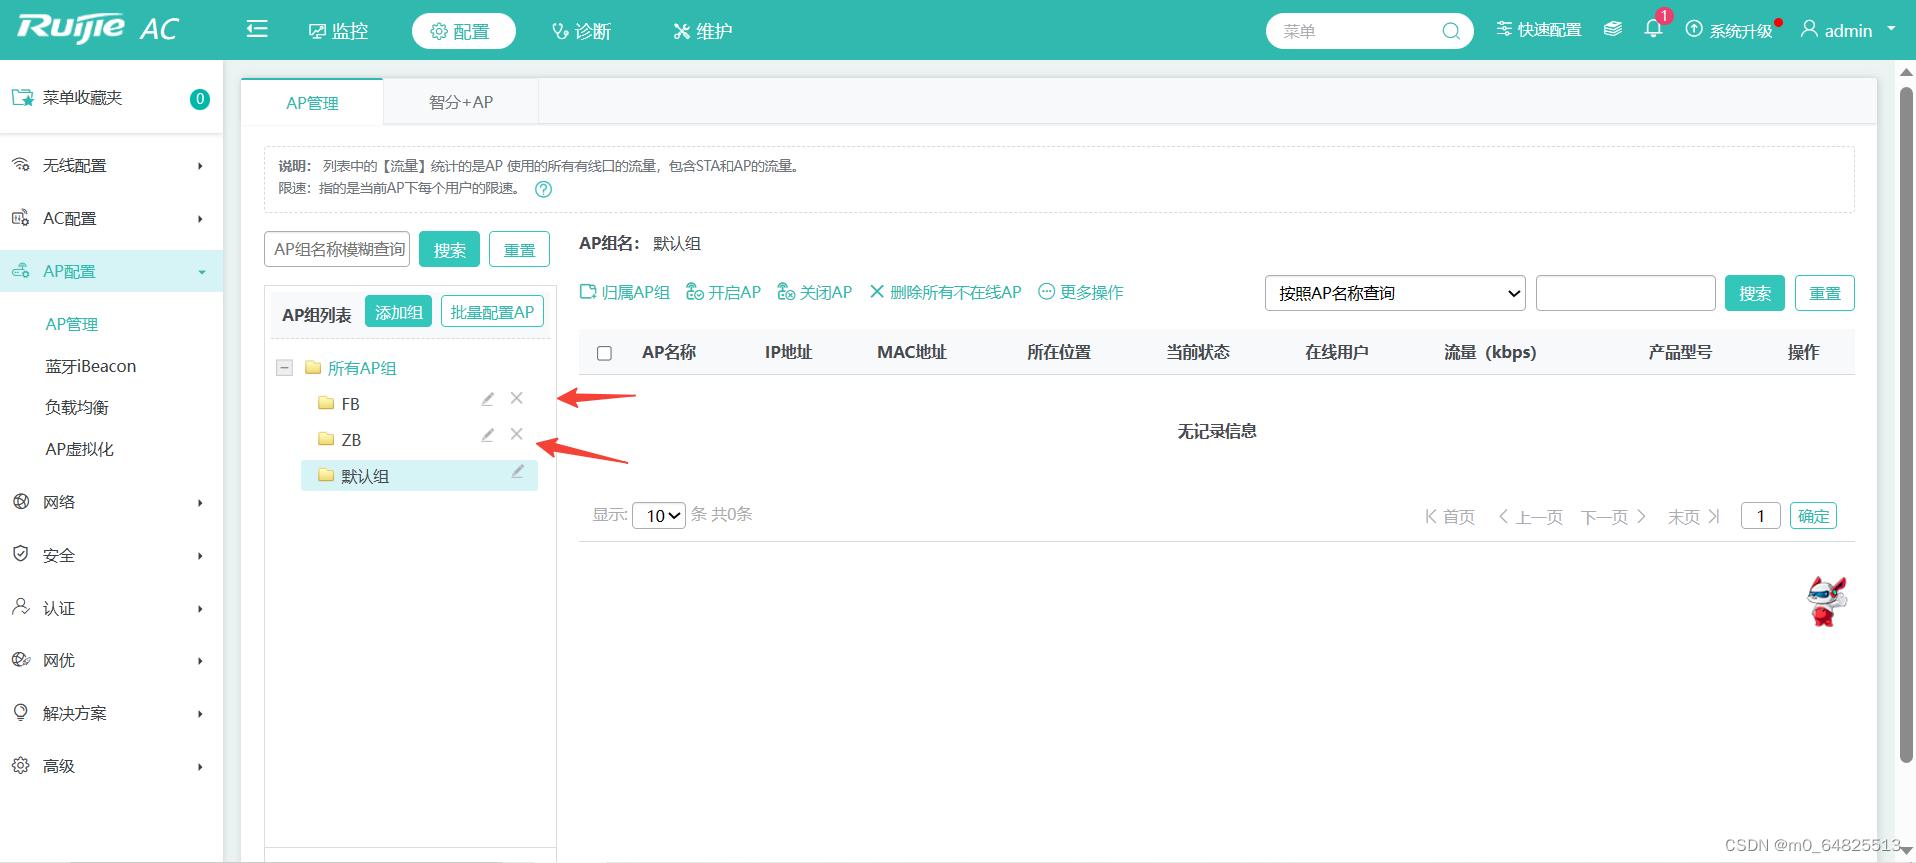 Ruijie AC
监控
配置
诊断
维护
菜单
快速配置
1
系统升级
admin
菜单收藏夹
0
无线配置
AC配置
AP配置
AP管理
蓝牙iBeacon
负载均衡
AP虚拟化
网络
安全
认证
网优
解决方案
高级
AP管理
智分+AP
说明： 列表中的【流量】统计的是AP 使用的所有有线口的流量，包含STA和AP的流量。
限速：指的是当前AP下每个用户的限速。 ?
AP组名称模糊查询
搜索
重置
AP组列表
添加组
批量配置AP
所有AP组
FB
ZB
默认组
AP组名： 默认组
归属AP组
开启AP
关闭AP
删除所有不在线AP
更多操作
按照AP名称查询
搜索
重置
AP名称 IP地址 MAC地址 所在位置 当前状态 在线用户 流量（kbps） 产品型号 操作
无记录信息
显示: 10 条 共0条
首页 上一页 下一页 末页 1 确定
CSDN @m0_64825513